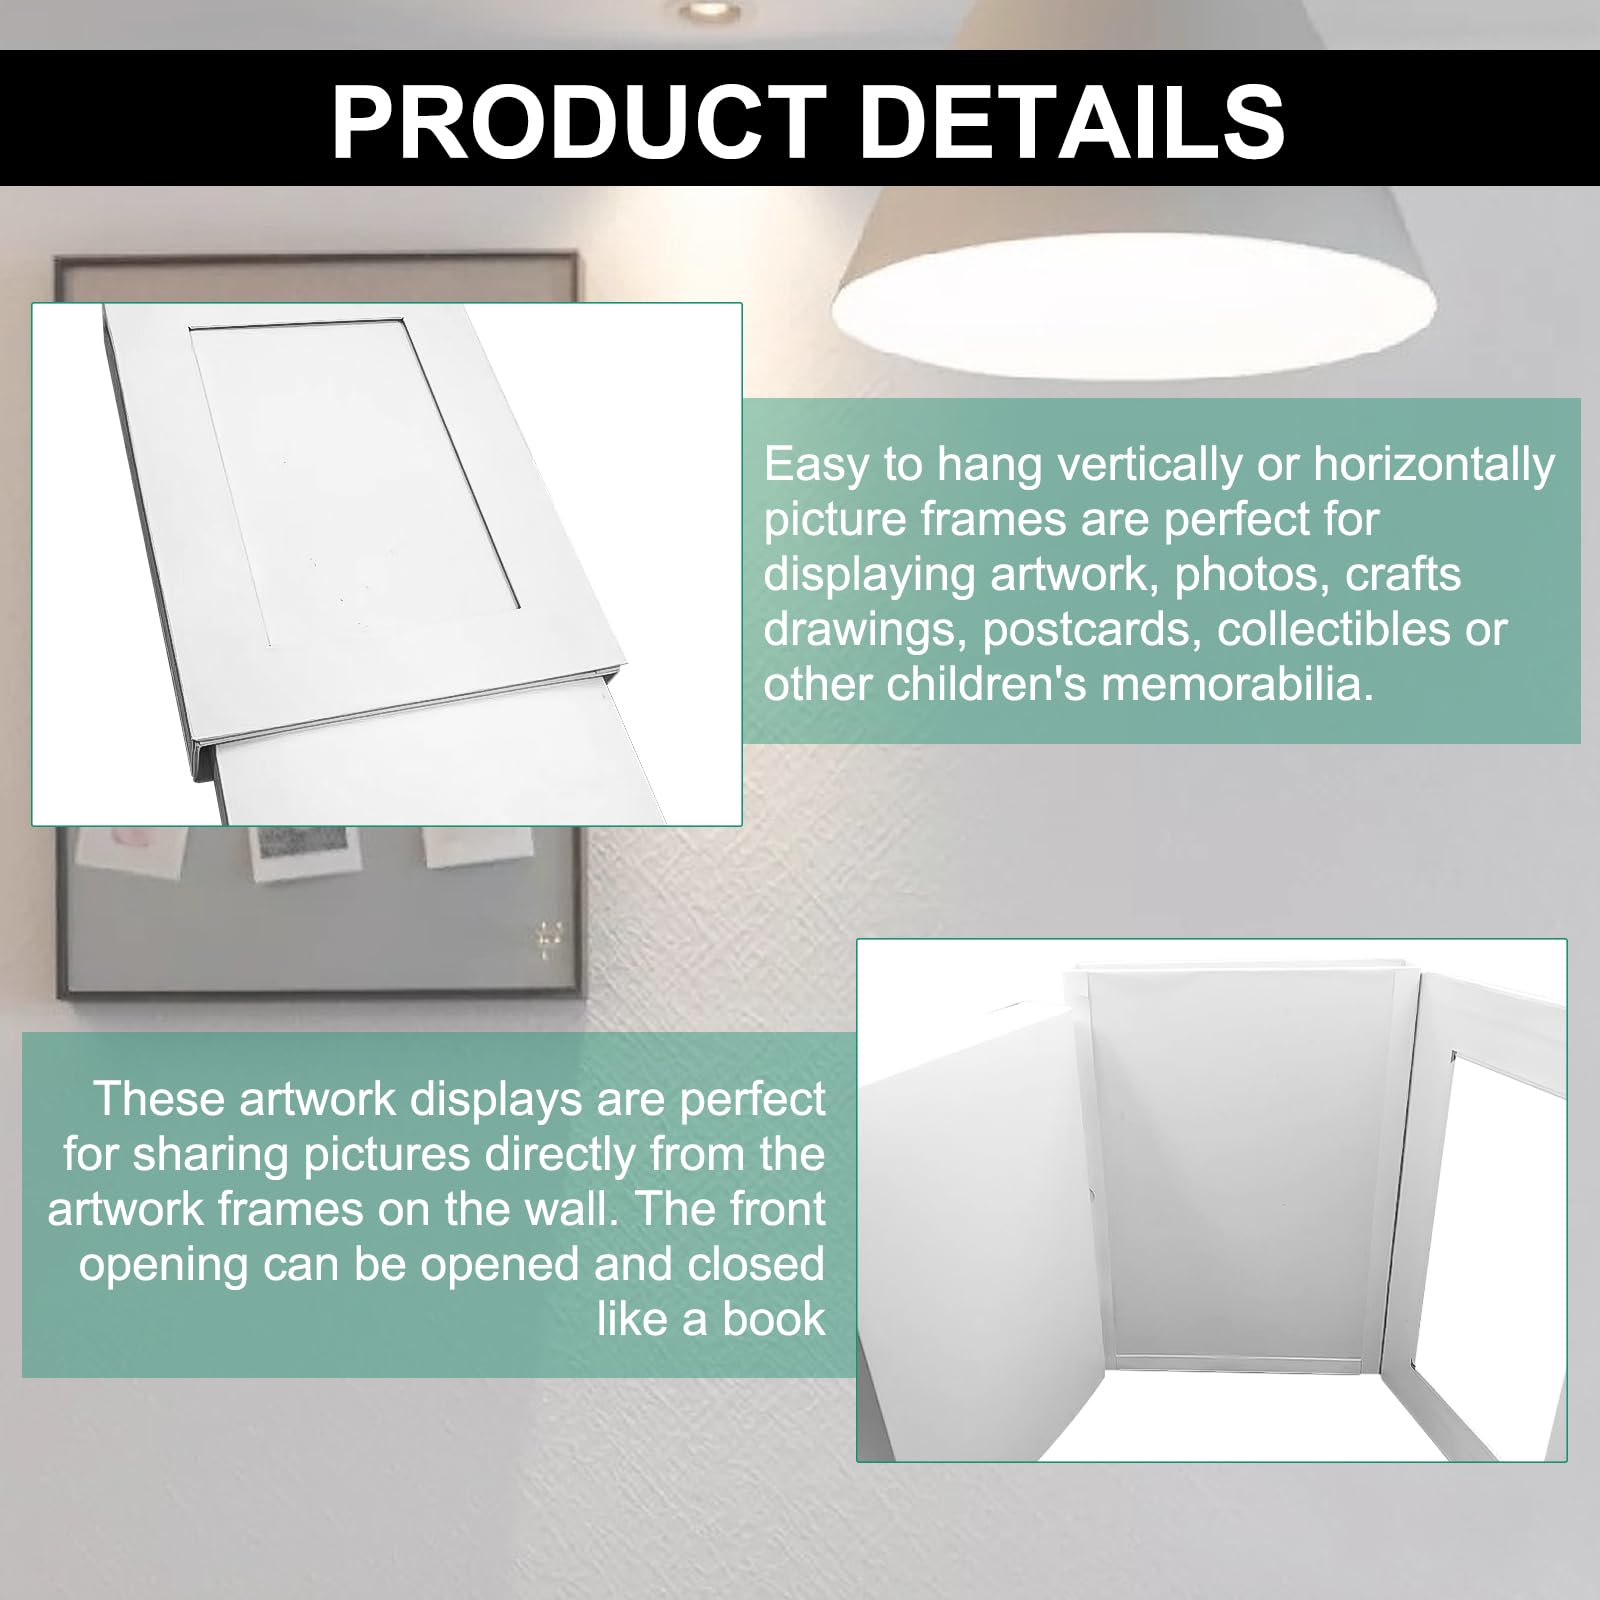 PRODUCT DETAILS
Easy to hang vertically or horizontally
picture frames are perfect for
displaying artwork, photos, crafts
drawings, postcards, collectibles or
other children's memorabilia.
These artwork displays are perfect
for sharing pictures directly from the
artwork frames on the wall. The front
opening can be opened and closed
like a book